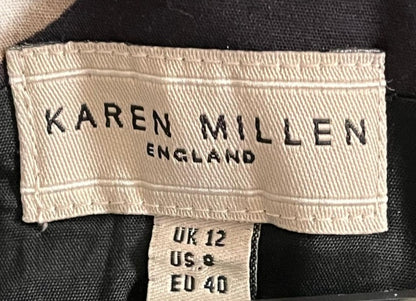 KAREN MILLEN
ENGLAND
UK 12
US 8
EU 40